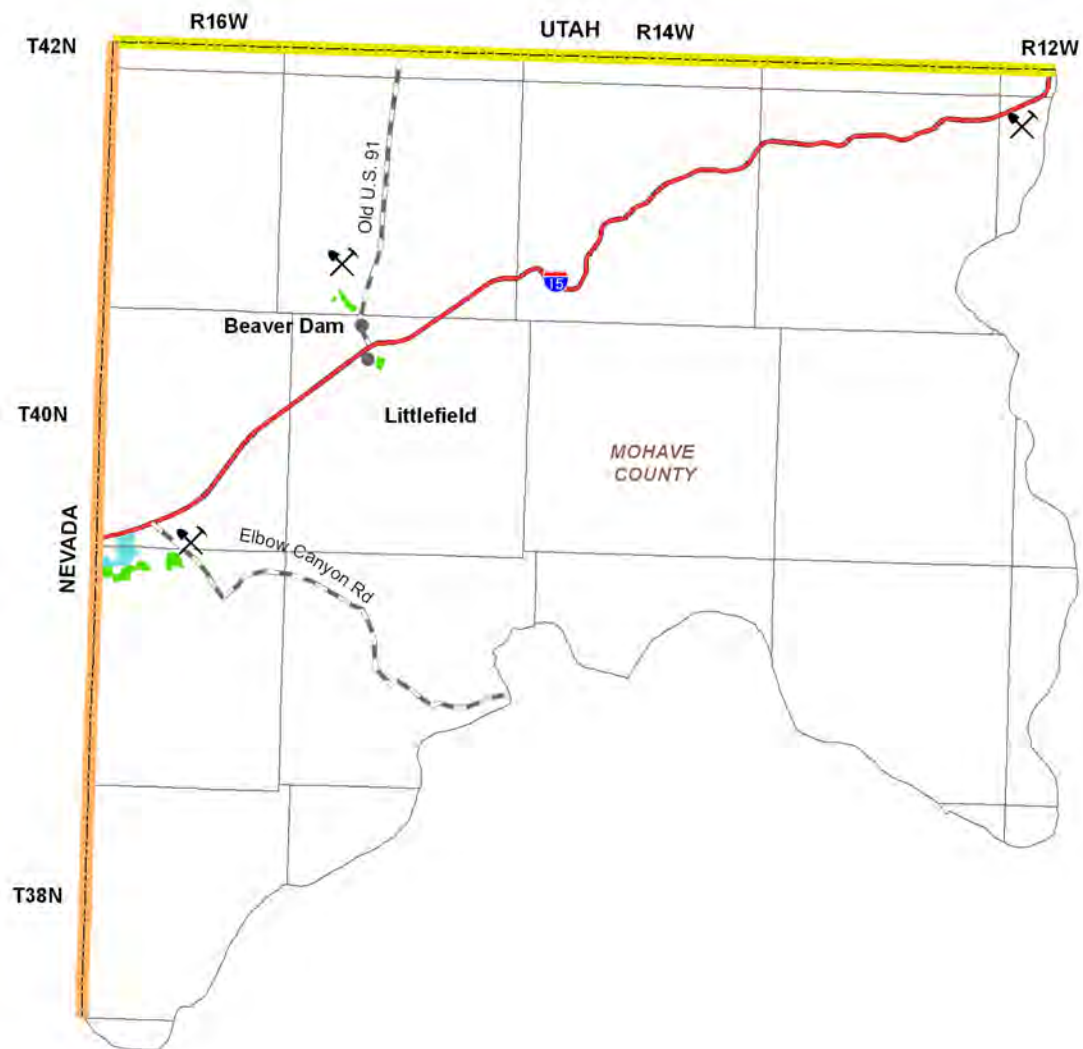 R16W
UTAH R14W
T42N
R12W
Old U.S. 91
15
Beaver Dam
Littlefield
T40N
MOHAVE
COUNTY
NEVADA
Elbow Canyon Rd
T38N